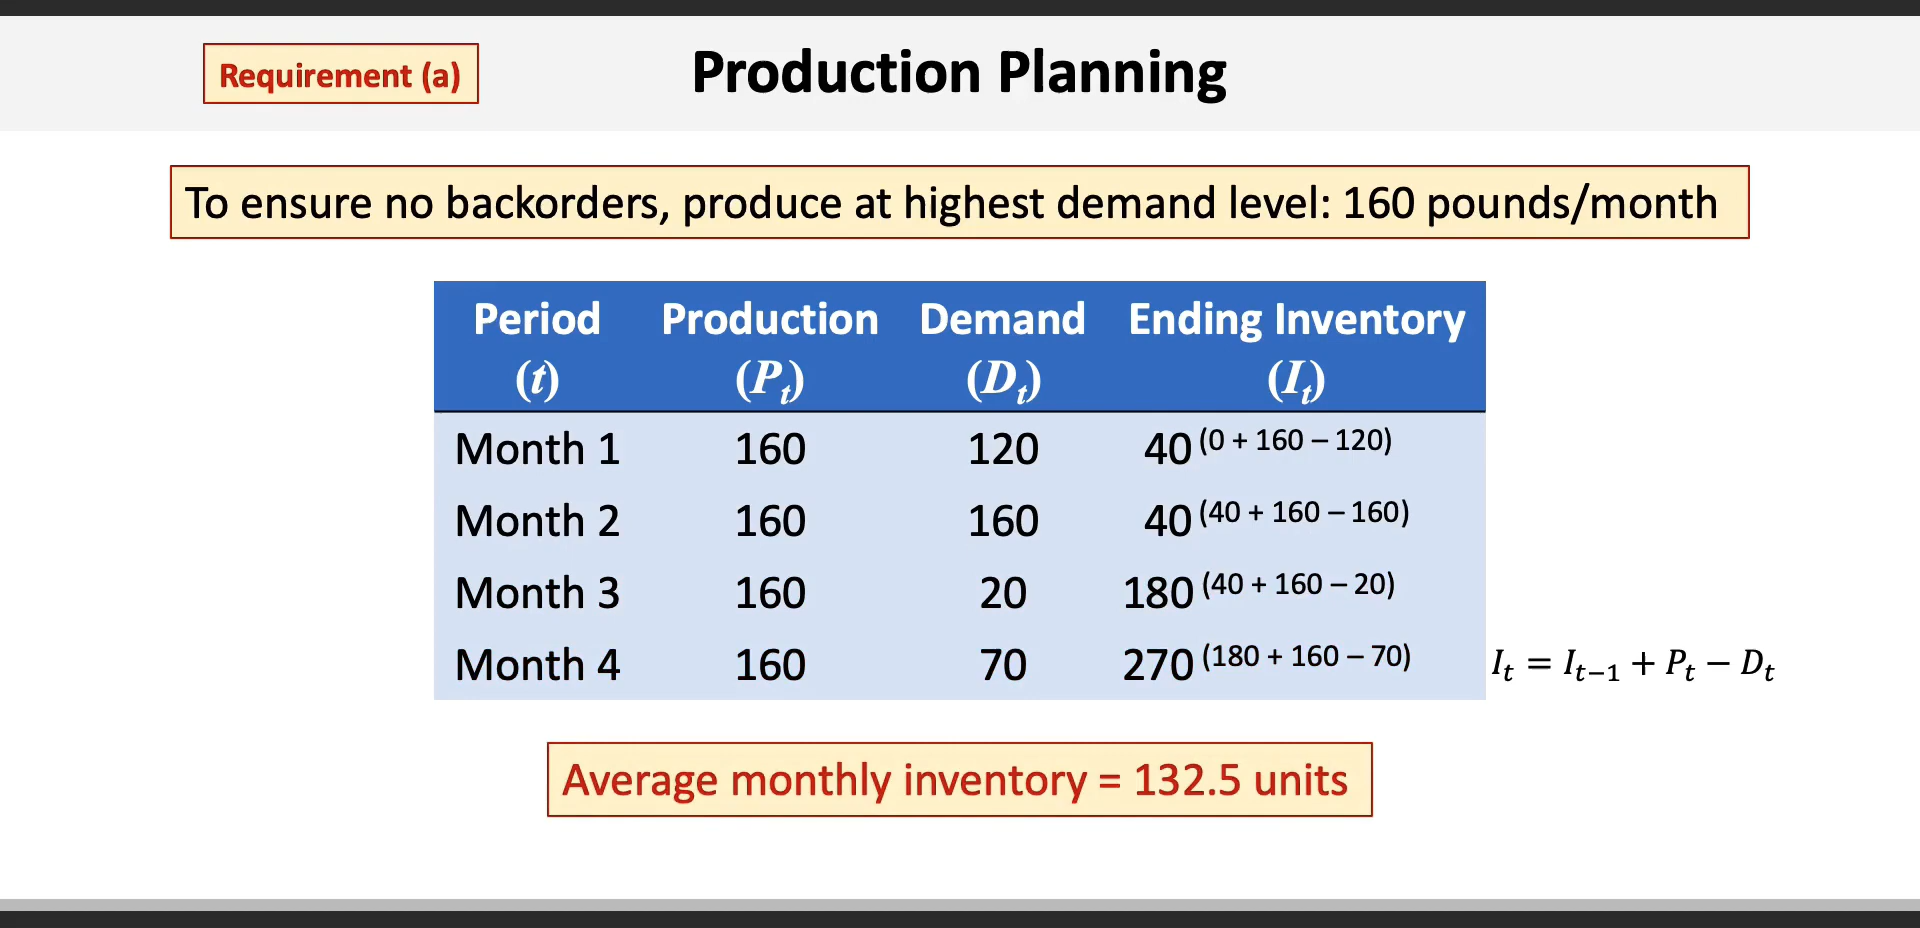 Requirement (a)
Production Planning
To ensure no backorders, produce at highest demand level: 160 pounds/month
Period Production Demand Ending Inventory
(t) (Pₜ) (Dₜ) (Iₜ)
Month 1 160 120 40 (0 + 160 – 120)
Month 2 160 160 40 (40 + 160 – 160)
Month 3 160 20 180 (40 + 160 – 20)
Month 4 160 70 270 (180 + 160 – 70)
Iₜ = Iₜ₋₁ + Pₜ − Dₜ
Average monthly inventory = 132.5 units